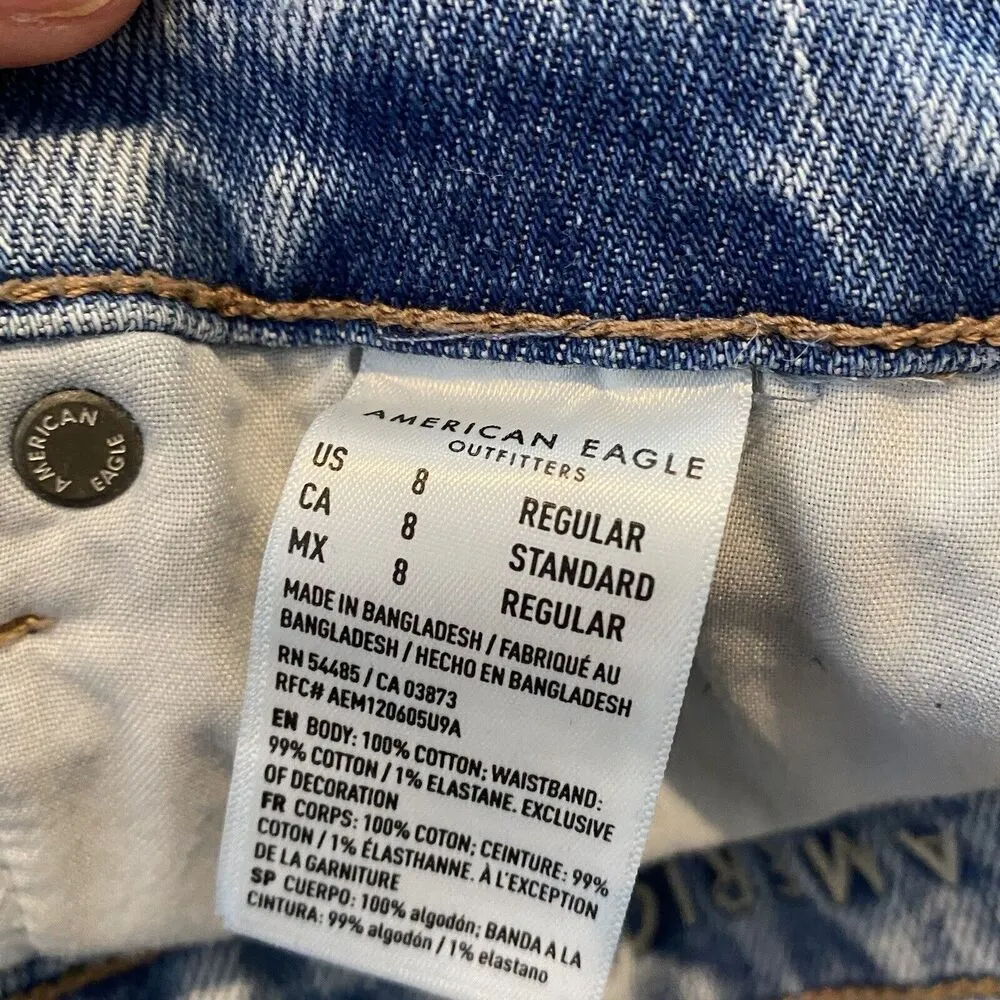 AMERICAN
EAGLE
AMERICAN EAGLE
OUTFITTERS
US 8 REGULAR
CA 8 STANDARD
MX 8 REGULAR
MADE IN BANGLADESH / FABRIQUÉ AU
BANGLADESH / HECHO EN BANGLADESH
RN 54485 / CA 03873
RFC# AEM120605U9A
EN BODY: 100% COTTON; WAISTBAND:
99% COTTON / 1% ELASTANE. EXCLUSIVE
OF DECORATION
FR CORPS: 100% COTON; CEINTURE: 99%
COTON / 1% ÉLASTHANNE. À L'EXCEPTION
DE LA GARNITURE
SP CUERPO: 100% algodón; BANDA A LA
CINTURA: 99% algodón / 1% elastano